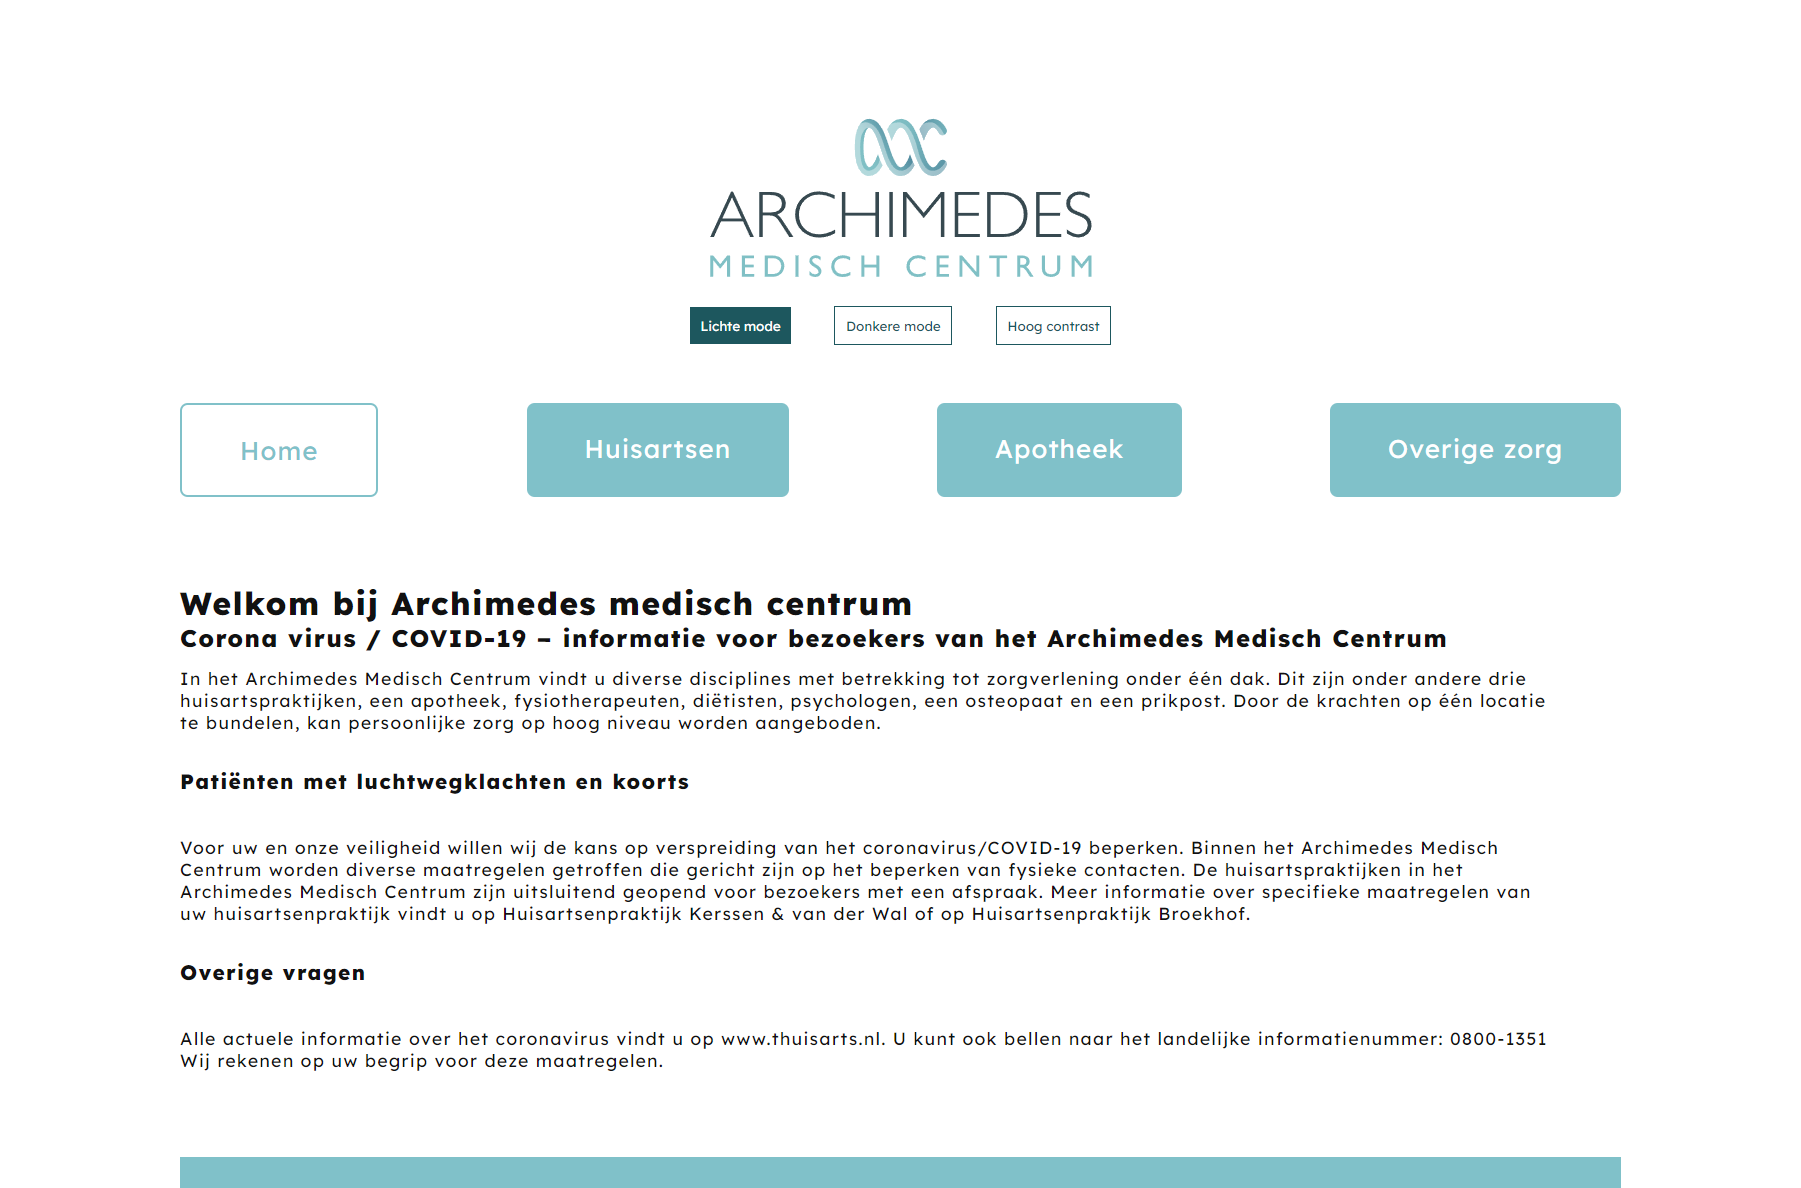 ARCHIMEDES
MEDISCH CENTRUM
Lichte mode
Donkere mode
Hoog contrast
Home
Huisartsen
Apotheek
Overige zorg
Welkom bij Archimedes medisch centrum
Corona virus / COVID-19 – informatie voor bezoekers van het Archimedes Medisch Centrum
In het Archimedes Medisch Centrum vindt u diverse disciplines met betrekking tot zorgverlening onder één dak. Dit zijn onder andere drie
huisartspraktijken, een apotheek, fysiotherapeuten, diëtisten, psychologen, een osteopaat en een prikpost. Door de krachten op één locatie
te bundelen, kan persoonlijke zorg op hoog niveau worden aangeboden.
Patiënten met luchtwegklachten en koorts
Voor uw en onze veiligheid willen wij de kans op verspreiding van het coronavirus/COVID-19 beperken. Binnen het Archimedes Medisch
Centrum worden diverse maatregelen getroffen die gericht zijn op het beperken van fysieke contacten. De huisartspraktijken in het
Archimedes Medisch Centrum zijn uitsluitend geopend voor bezoekers met een afspraak. Meer informatie over specifieke maatregelen van
uw huisartsenpraktijk vindt u op Huisartsenpraktijk Kerssen & van der Wal of op Huisartsenpraktijk Broekhof.
Overige vragen
Alle actuele informatie over het coronavirus vindt u op www.thuisarts.nl. U kunt ook bellen naar het landelijke informatienummer: 0800-1351
Wij rekenen op uw begrip voor deze maatregelen.